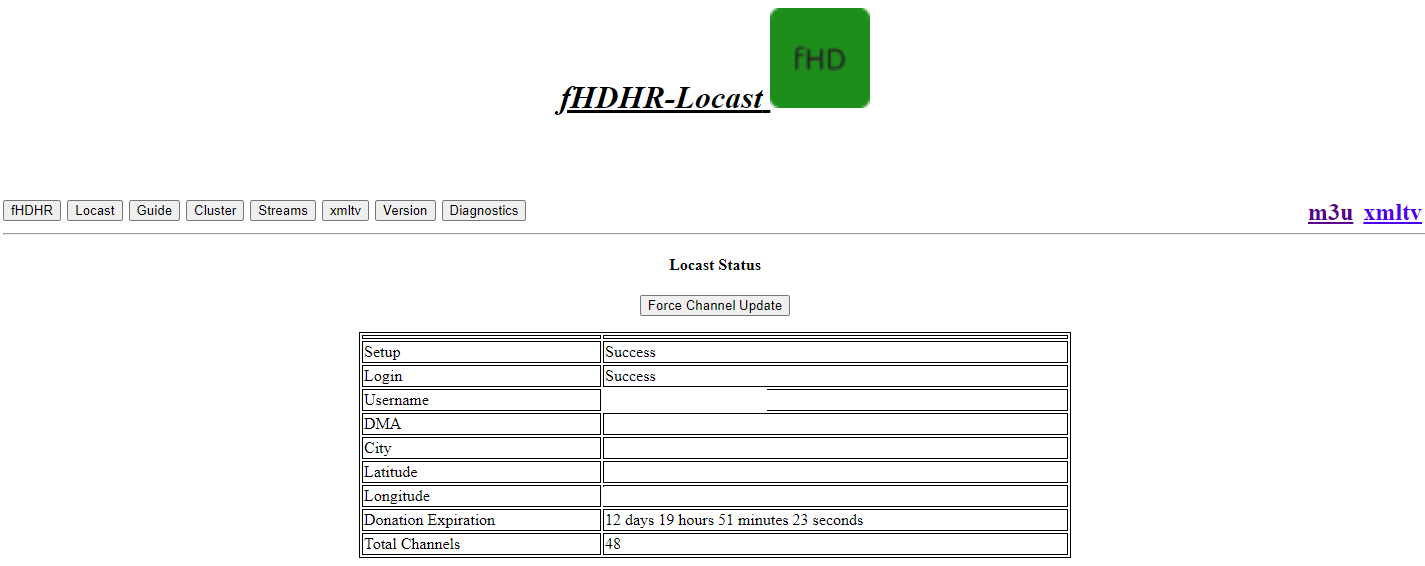 fHD
fHDHR-Locast
fHDHR Locast Guide Cluster Streams xmltv Version Diagnostics m3u xmltv
Locast Status
Force Channel Update
Setup Success
Login Success
Username
DMA
City
Latitude
Longitude
Donation Expiration 12 days 19 hours 51 minutes 23 seconds
Total Channels 48